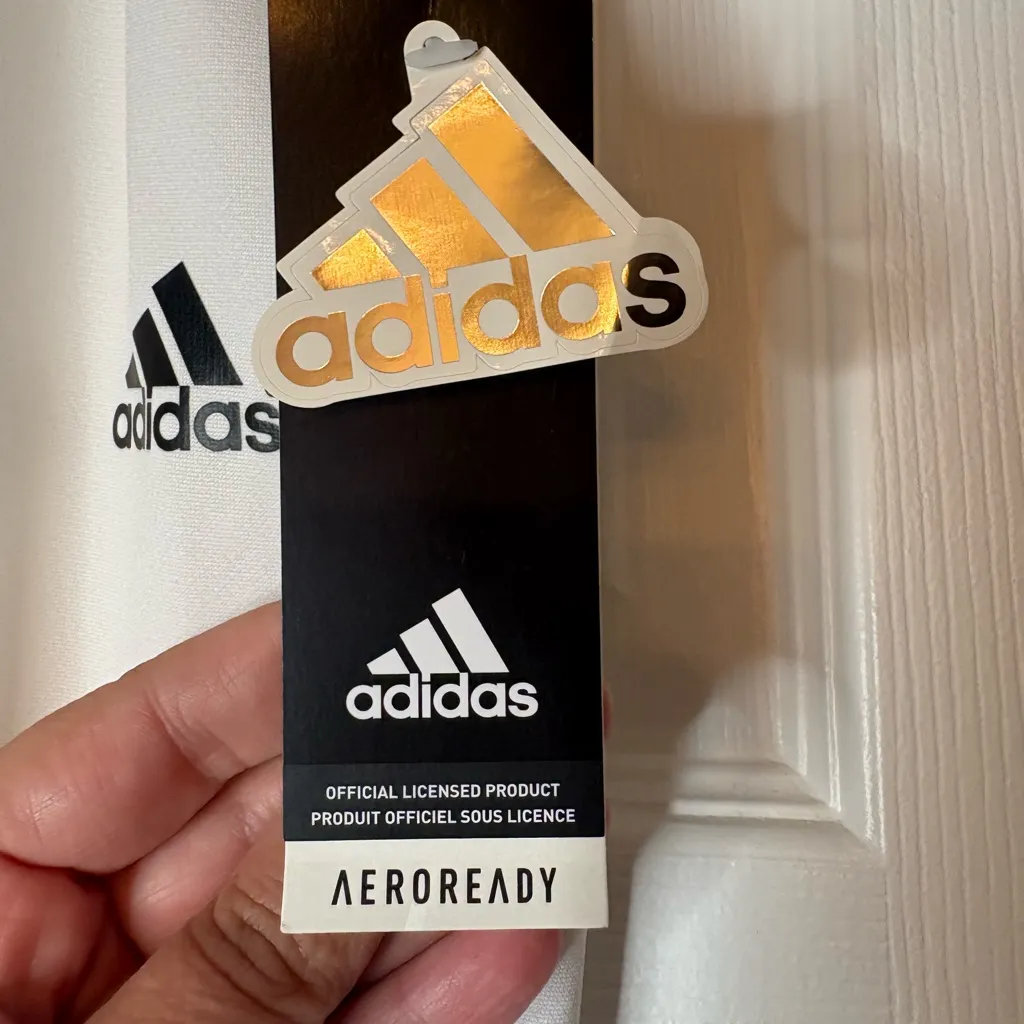 adidas
adidas
adidas
OFFICIAL LICENSED PRODUCT
PRODUIT OFFICIEL SOUS LICENCE
AEROREADY